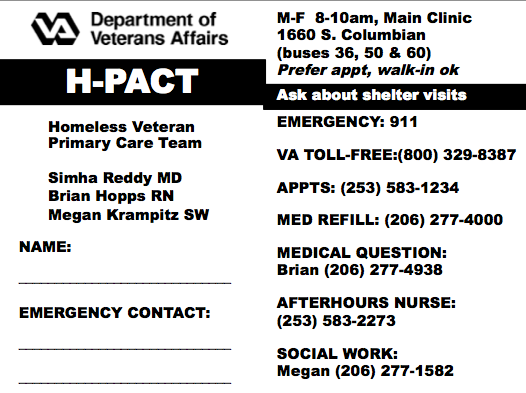 VA
Department of
Veterans Affairs
H-PACT
Homeless Veteran
Primary Care Team
Simha Reddy MD
Brian Hopps RN
Megan Krampitz SW
NAME:
EMERGENCY CONTACT:
M-F 8-10am, Main Clinic
1660 S. Columbian
(buses 36, 50 & 60)
Prefer appt, walk-in ok
Ask about shelter visits
EMERGENCY: 911
VA TOLL-FREE:(800) 329-8387
APPTS: (253) 583-1234
MED REFILL: (206) 277-4000
MEDICAL QUESTION:
Brian (206) 277-4938
AFTERHOURS NURSE:
(253) 583-2273
SOCIAL WORK:
Megan (206) 277-1582